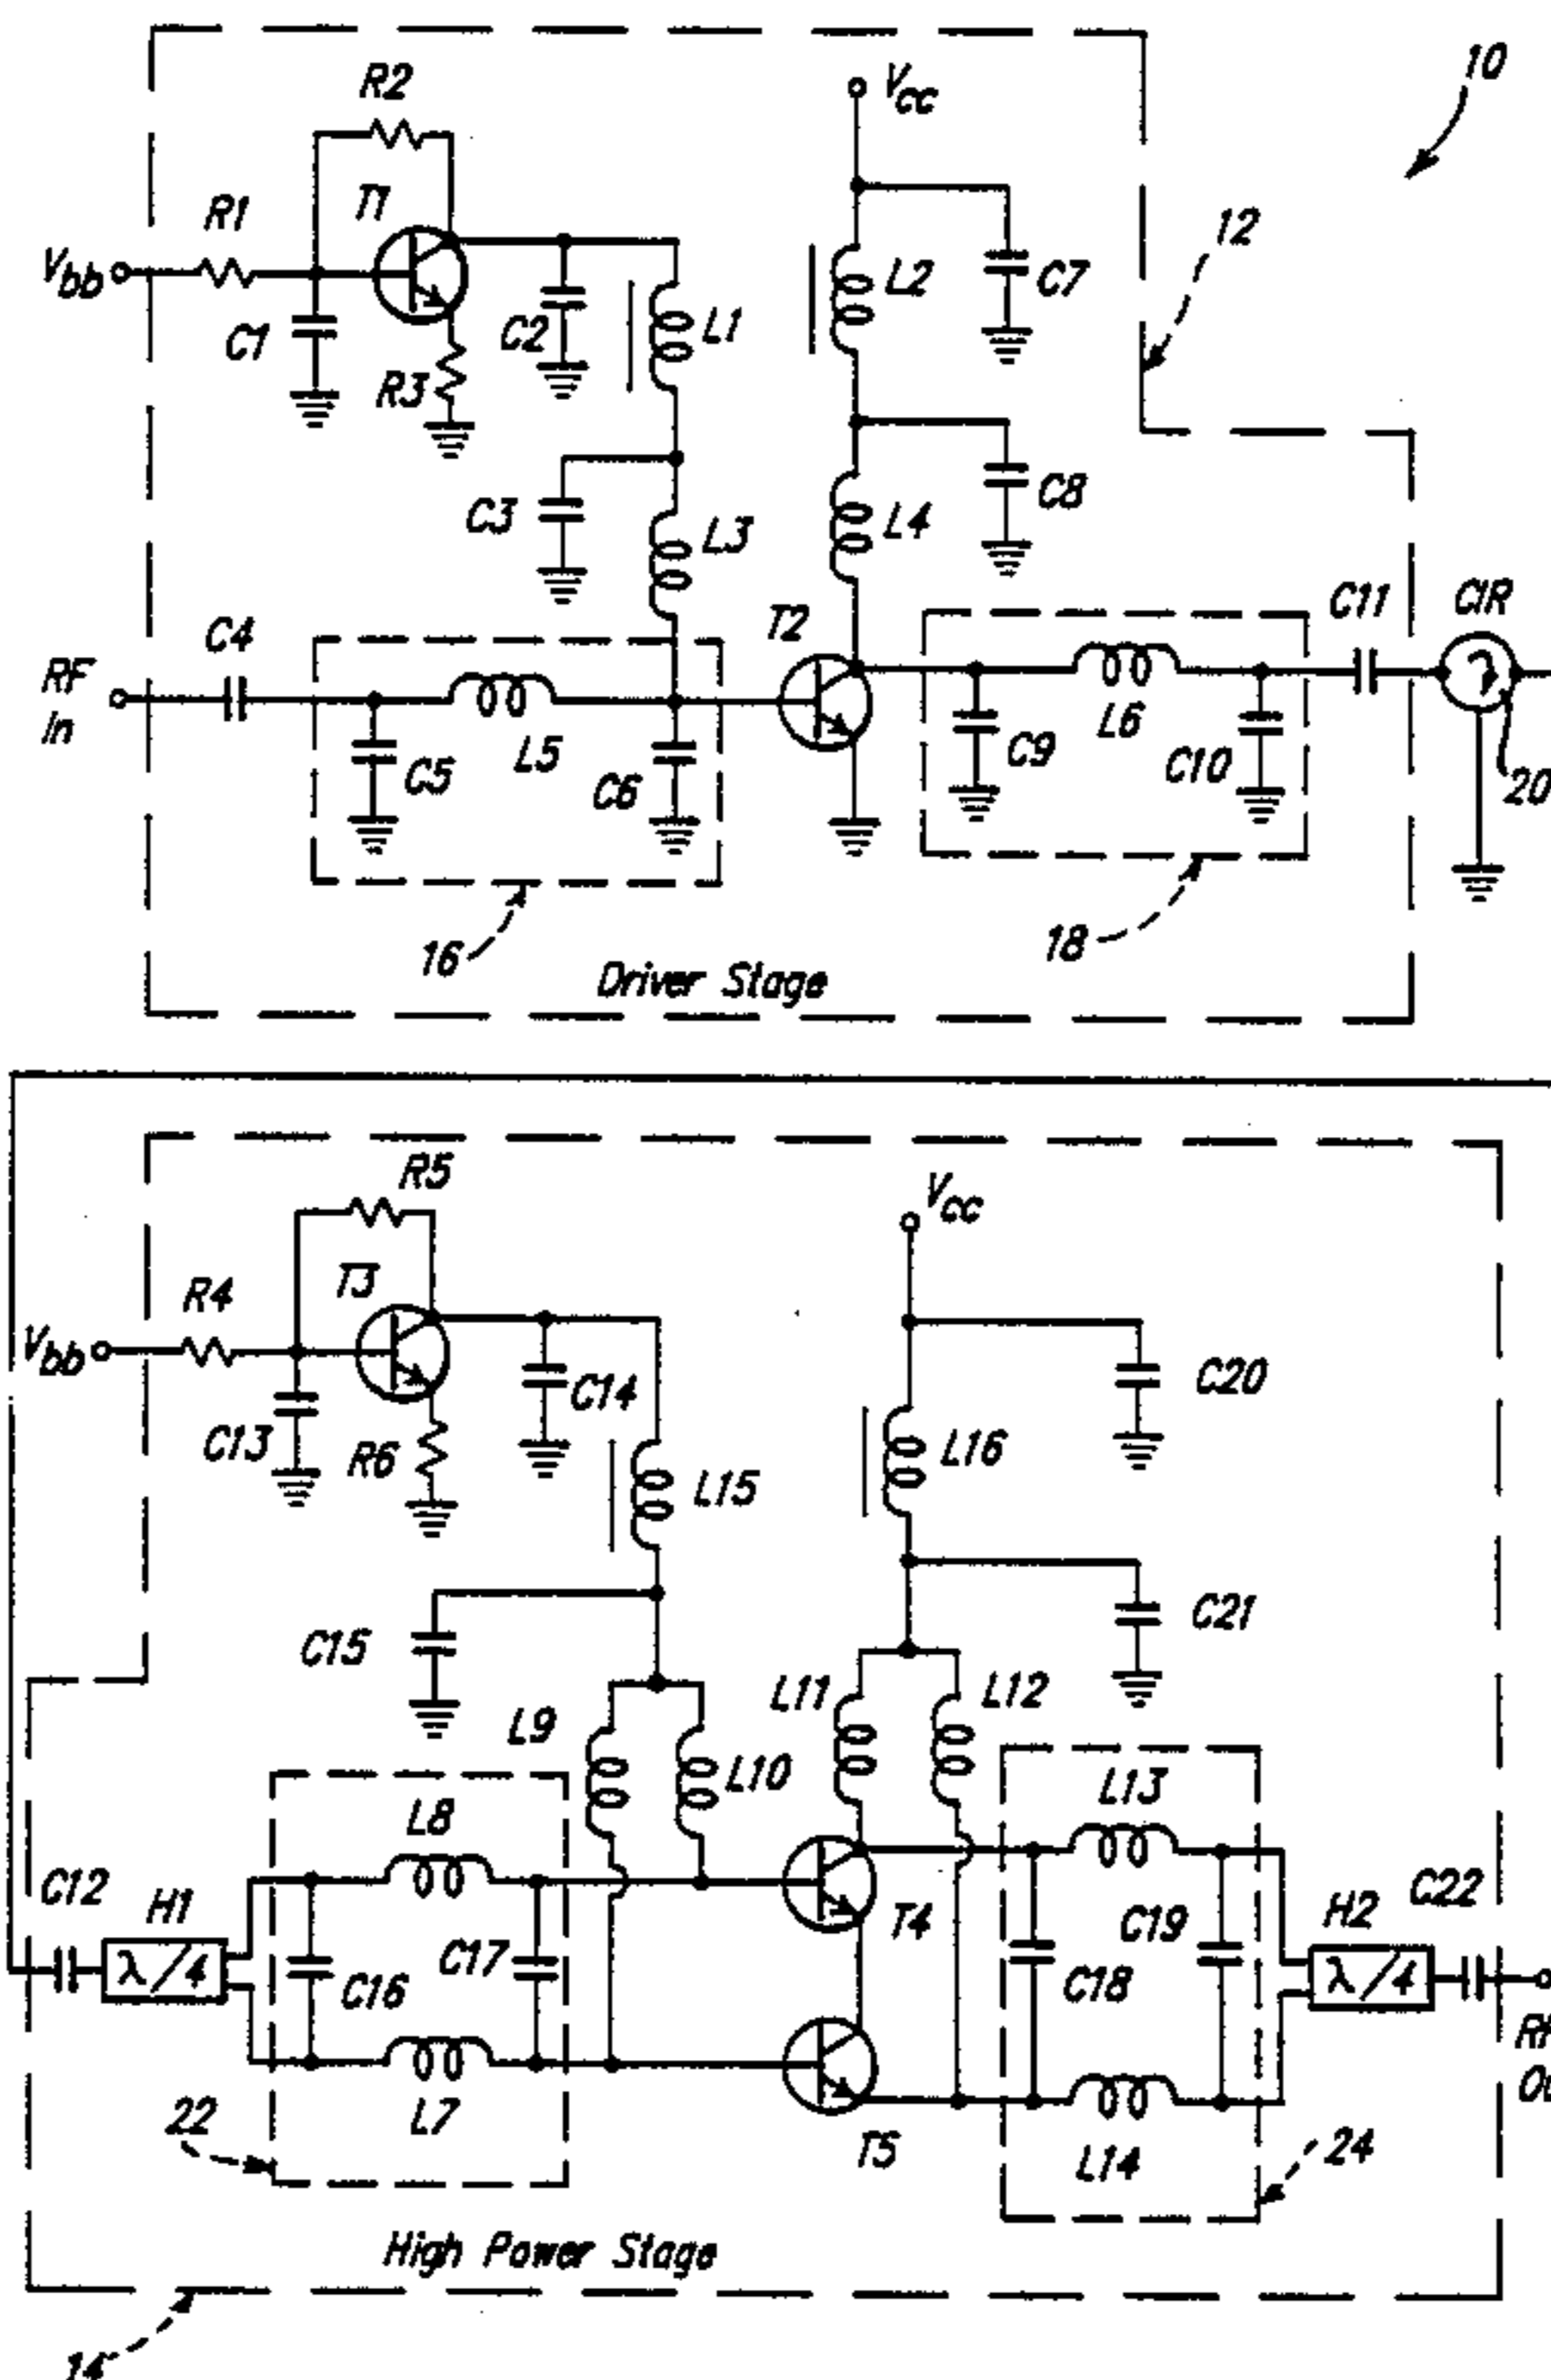 10
R2
Vcc
R1
T1
12
Vbb
L2
C7
C1
C2
L1
R3
C3
L3
L4
C8
C4
T2
C11
CIR
RF
In
L5
C5
C6
C9
L6
C10
20
16
18
Driver Stage
R5
Vcc
R4
T3
Vbb
C14
C20
C13
R6
L15
L16
C15
C21
L9
L10
L11
L12
L8
L13
C12
H1
λ/4
C16
C17
T4
C18
C19
H2
λ/4
C22
RF
22
L7
T5
L14
24
High Power Stage
14